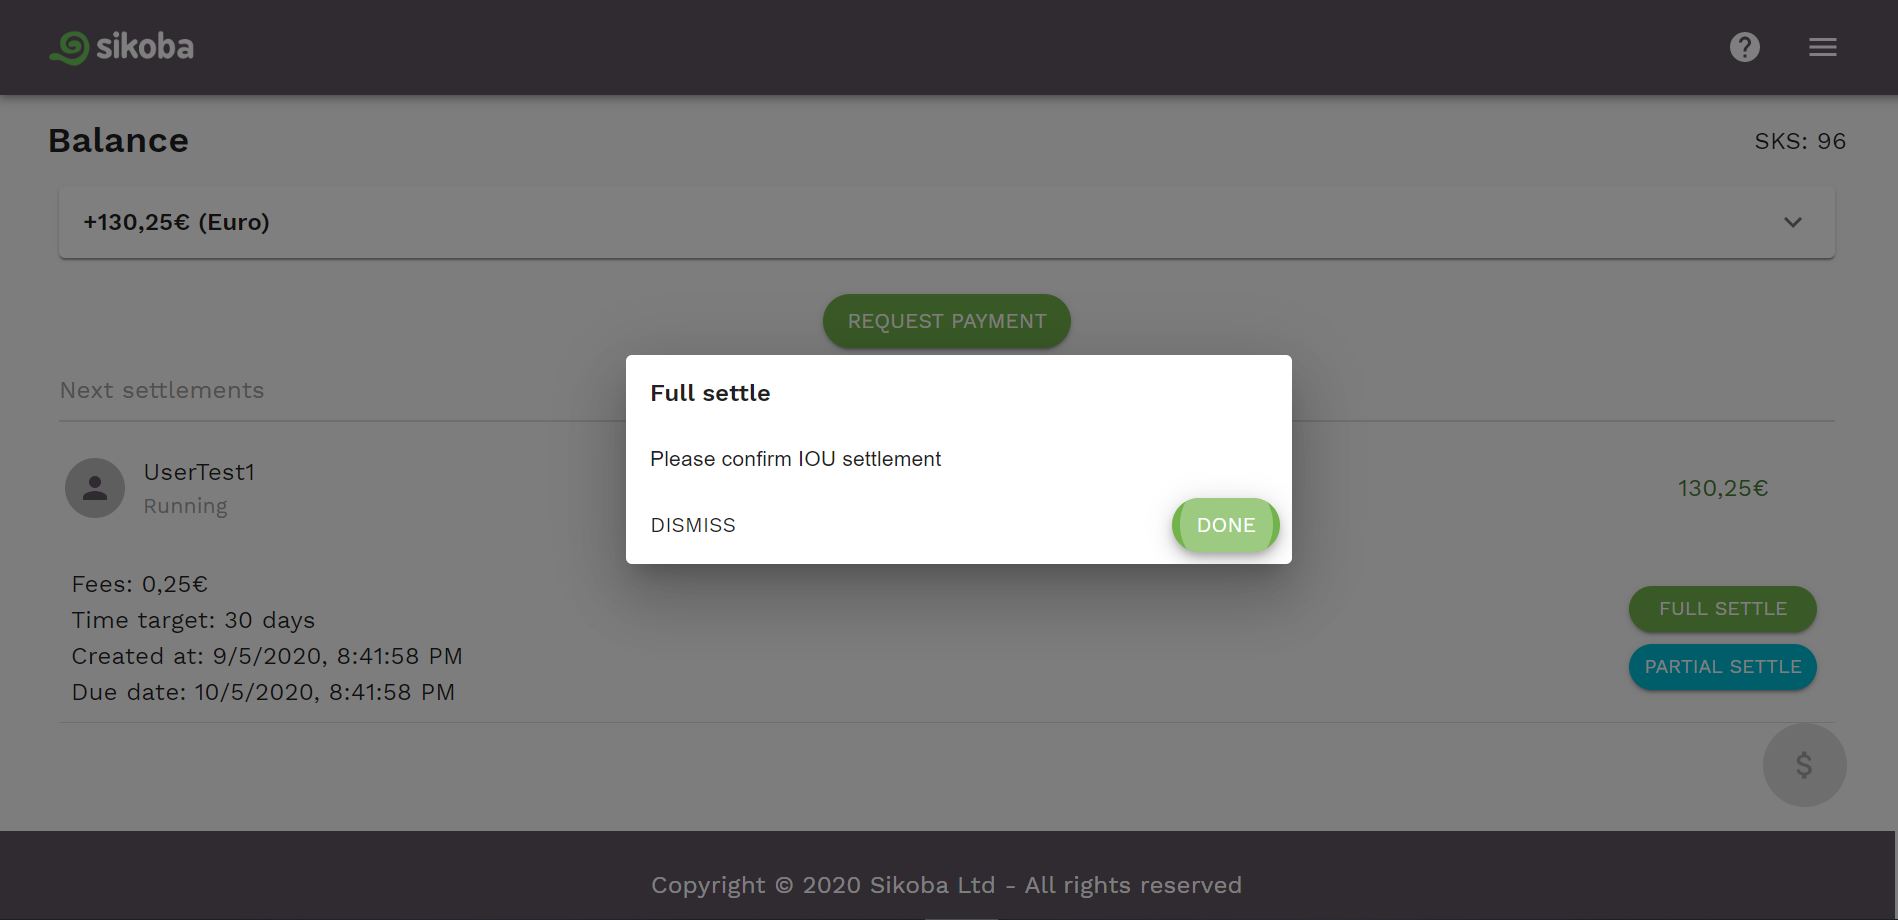 sikoba
?
Balance
SKS: 96
+130,25€ (Euro)
REQUEST PAYMENT
Next settlements
Full settle
Please confirm IOU settlement
DISMISS
DONE
UserTest1
Running
130,25€
Fees: 0,25€
Time target: 30 days
Created at: 9/5/2020, 8:41:58 PM
Due date: 10/5/2020, 8:41:58 PM
FULL SETTLE
PARTIAL SETTLE
$
Copyright © 2020 Sikoba Ltd - All rights reserved